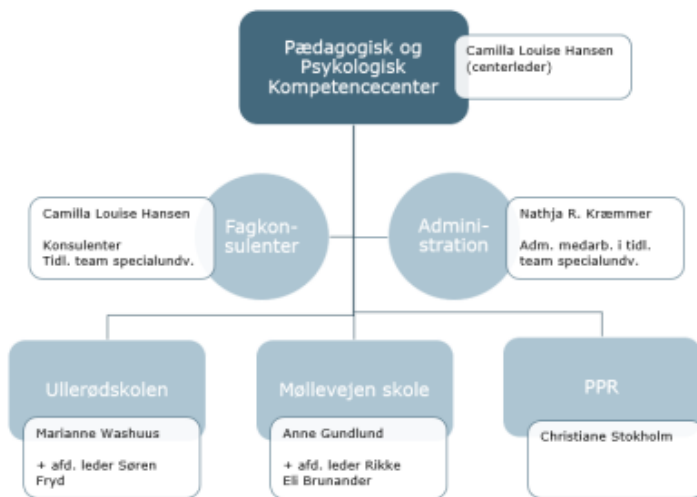 Pædagogisk og
Psykologisk
Kompetencecenter
Camilla Louise Hansen
(centerleder)
Camilla Louise Hansen
Konsulenter
Tidl. team specialundv.
Fagkon-
sulenter
Admini-
stration
Nathja R. Kræmmer
Adm. medarb. i tidl.
team specialundv.
Ullerødskolen
Marianne Washuus
+ afd. leder Søren
Fryd
Møllevejen skole
Anne Gundlund
+ afd. leder Rikke
Eli Brunander
PPR
Christiane Stokholm